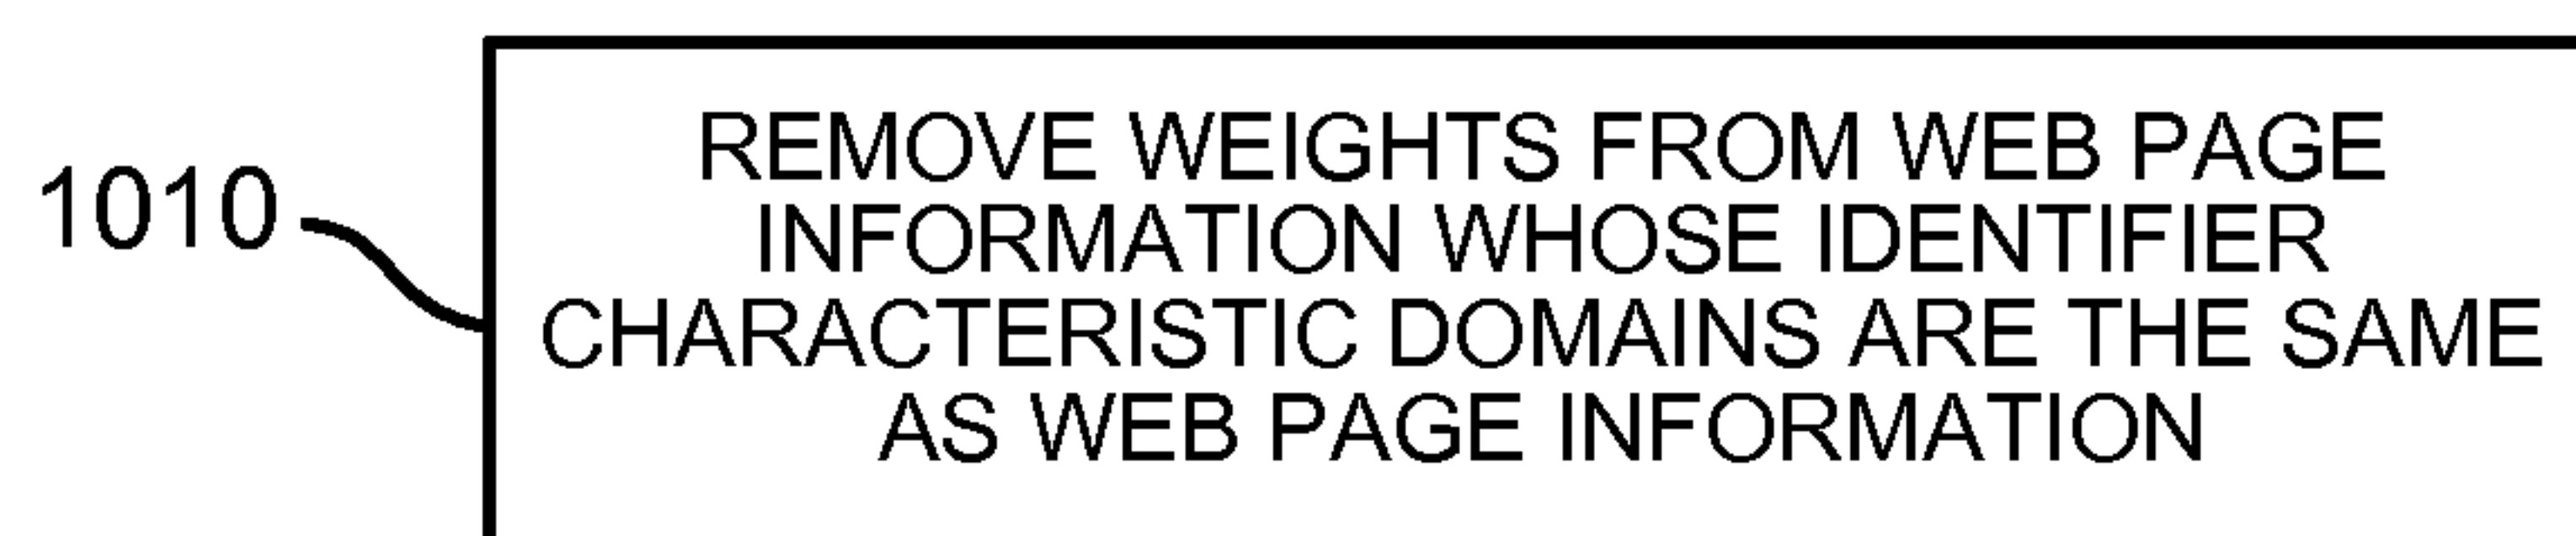 1010
REMOVE WEIGHTS FROM WEB PAGE
INFORMATION WHOSE IDENTIFIER
CHARACTERISTIC DOMAINS ARE THE SAME
AS WEB PAGE INFORMATION